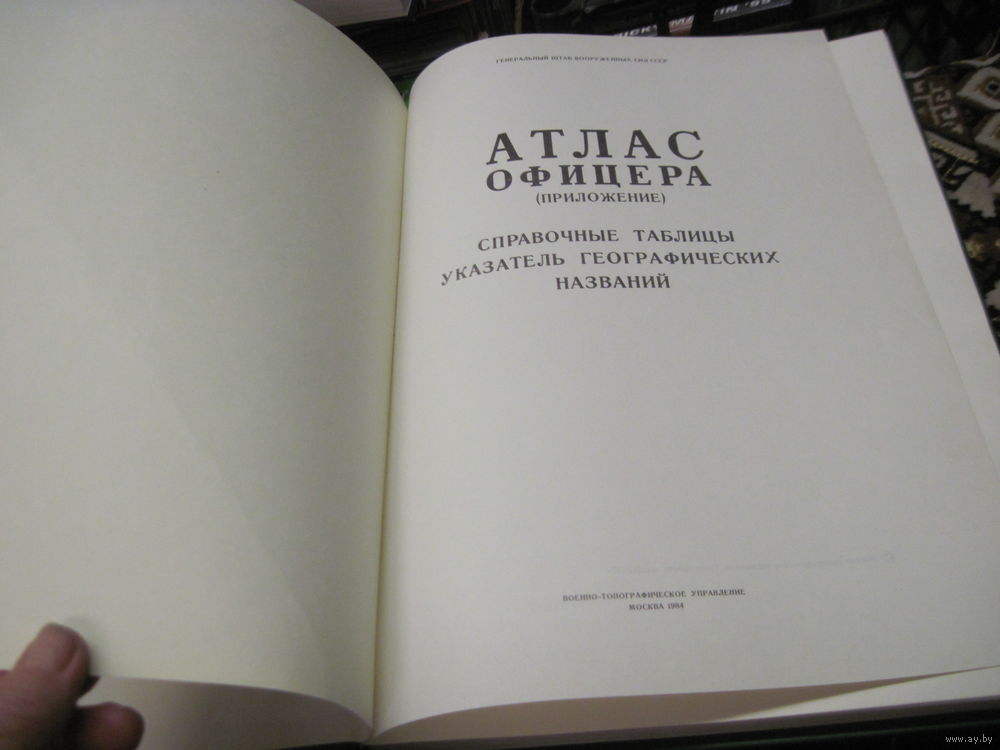 ГЕНЕРАЛЬНЫЙ ШТАБ ВООРУЖЕННЫХ СИЛ СССР
АТЛАС
ОФИЦЕРА
(ПРИЛОЖЕНИЕ)
СПРАВОЧНЫЕ ТАБЛИЦЫ
УКАЗАТЕЛЬ ГЕОГРАФИЧЕСКИХ
НАЗВАНИЙ
ВОЕННО-ТОПОГРАФИЧЕСКОЕ УПРАВЛЕНИЕ
МОСКВА 1984
www.ay.by